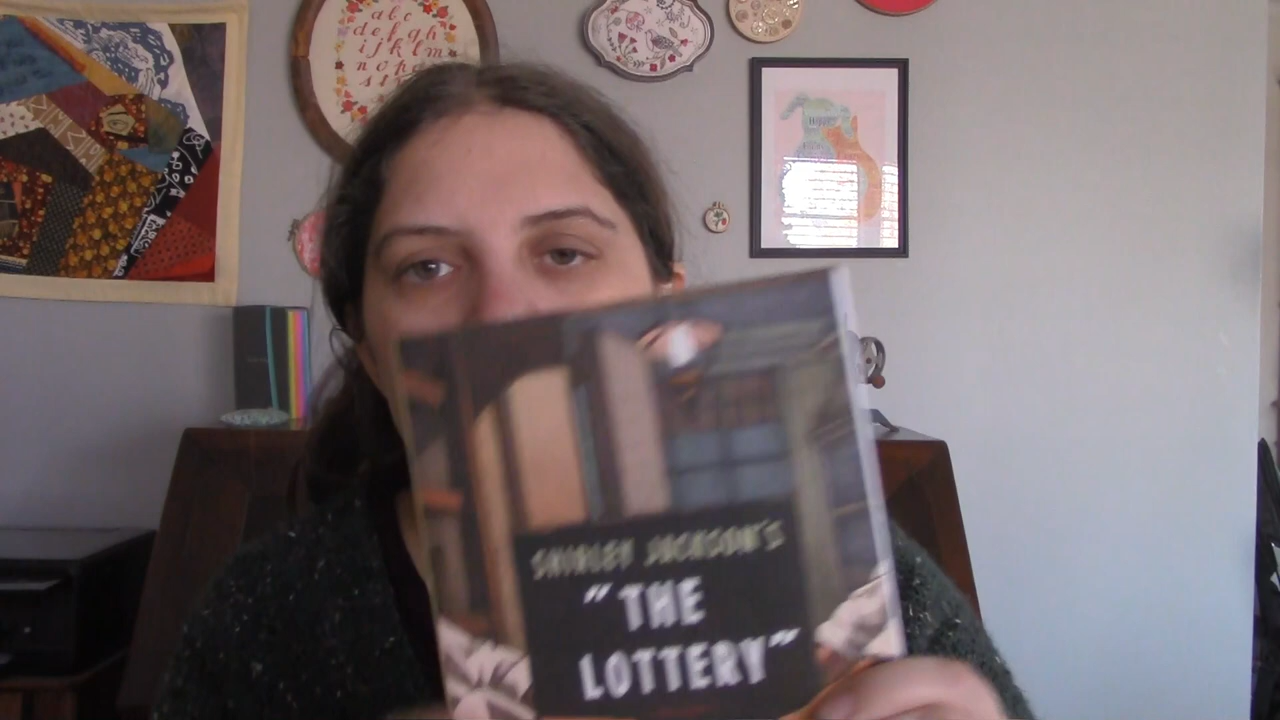 a b c
d e f g h
i j k l m
n o p
SHIRLEY JACKSON'S
"THE
LOTTERY"